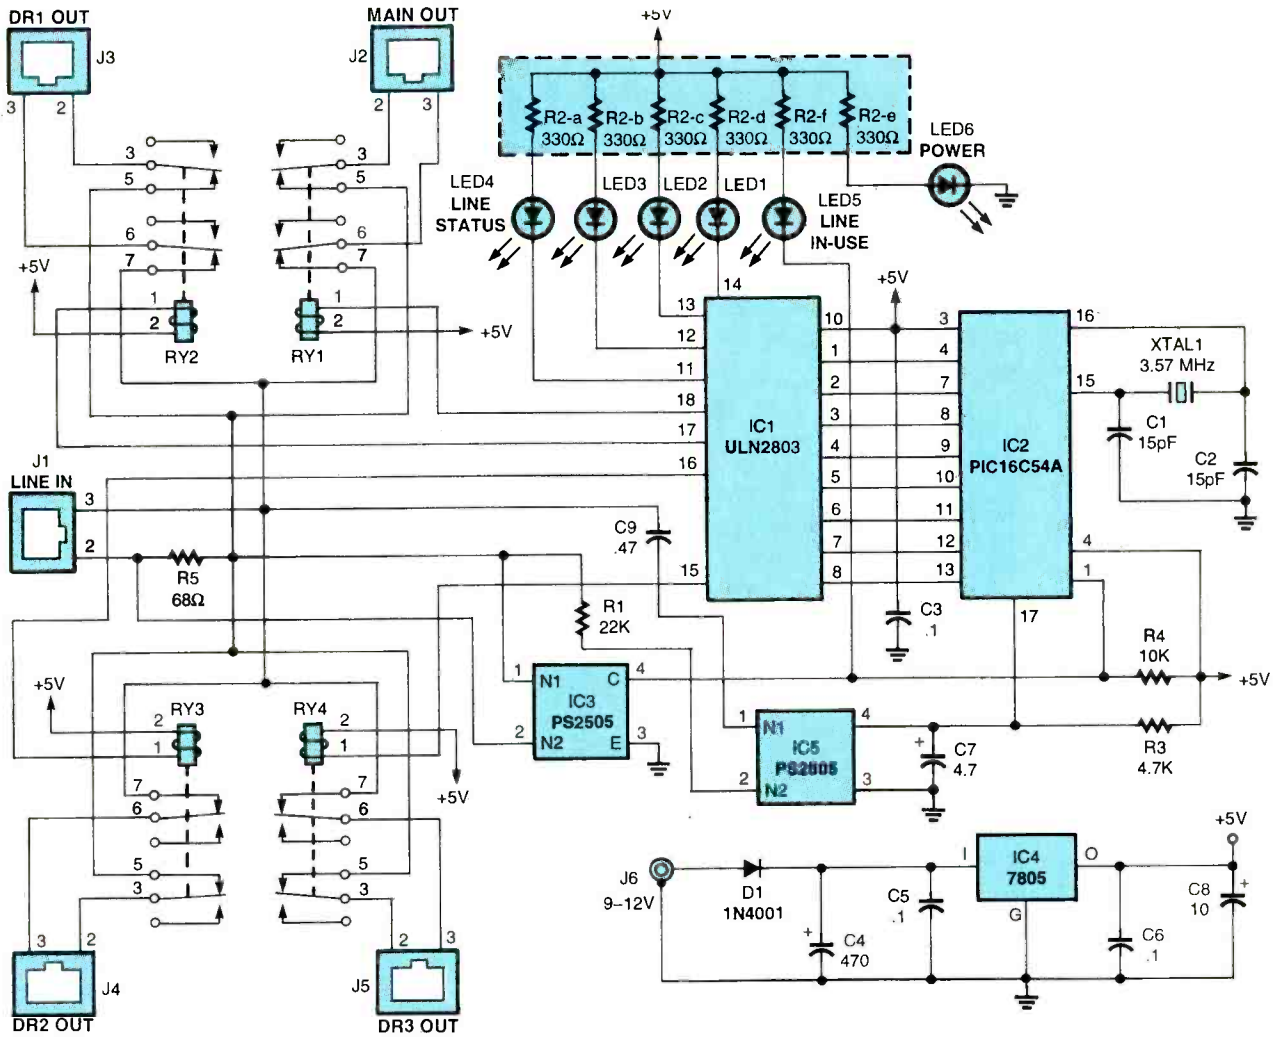 DR1 OUT
J3
3
2
MAIN OUT
J2
2
3
+5V
R2-a
330Ω
R2-b
330Ω
R2-c
330Ω
R2-d
330Ω
R2-f
330Ω
R2-e
330Ω
LED6
POWER
LED4
LINE
STATUS
LED3
LED2
LED1
LED5
LINE
IN-USE
3
5
6
7
+5V
1
2
RY2
3
5
6
7
1
2
+5V
RY1
14
13
12
11
18
17
16
15
IC1
ULN2803
10
1
2
3
4
5
6
7
8
+5V
3
4
7
8
9
10
11
12
13
IC2
PIC16C54A
16
15
4
1
17
XTAL1
3.57 MHz
C1
15pF
C2
15pF
J1
LINE IN
3
2
R5
68Ω
C9
.47
R1
22K
C3
.1
R4
10K
+5V
R3
4.7K
1
N1
C
4
IC3
PS2505
2
N2
E
3
1
N1
4
IC5
PS2505
2
N2
3
+
C7
4.7
+5V
RY3
2
1
7
6
5
3
RY4
2
1
+5V
7
6
5
3
3
2
J4
DR2 OUT
2
3
J5
DR3 OUT
J6
9–12V
D1
1N4001
+
C4
470
C5
.1
I
IC4
7805
O
G
C6
.1
+5V
C8
10
+